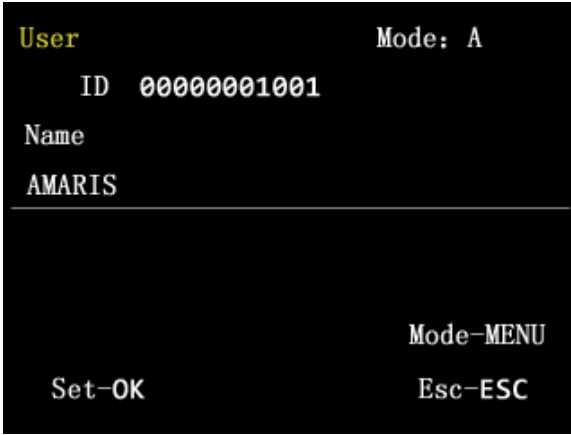 User Mode: A
ID 00000001001
Name
AMARIS
Mode-MENU
Set-OK Esc-ESC